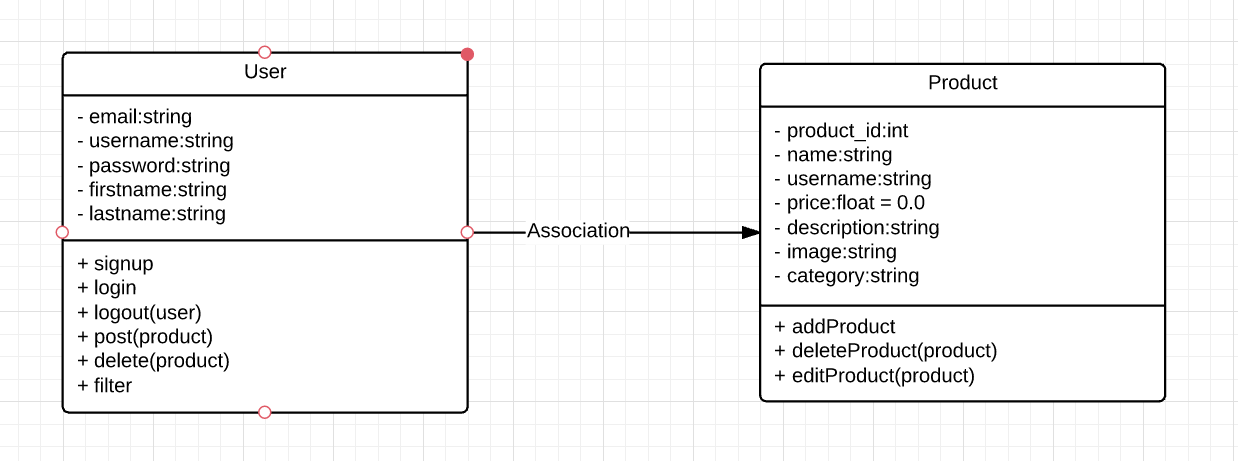 User
- email:string
- username:string
- password:string
- firstname:string
- lastname:string
+ signup
+ login
+ logout(user)
+ post(product)
+ delete(product)
+ filter
Association
Product
- product_id:int
- name:string
- username:string
- price:float = 0.0
- description:string
- image:string
- category:string
+ addProduct
+ deleteProduct(product)
+ editProduct(product)